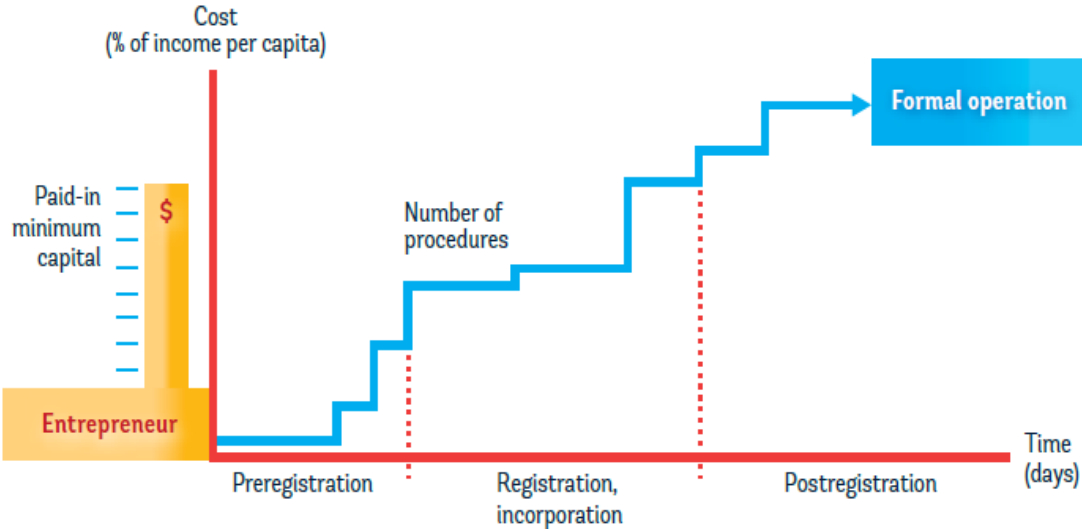 Cost
(% of income per capita)
Formal operation
Paid-in
minimum
capital
$
Number of
procedures
Entrepreneur
Time
(days)
Preregistration
Registration,
incorporation
Postregistration